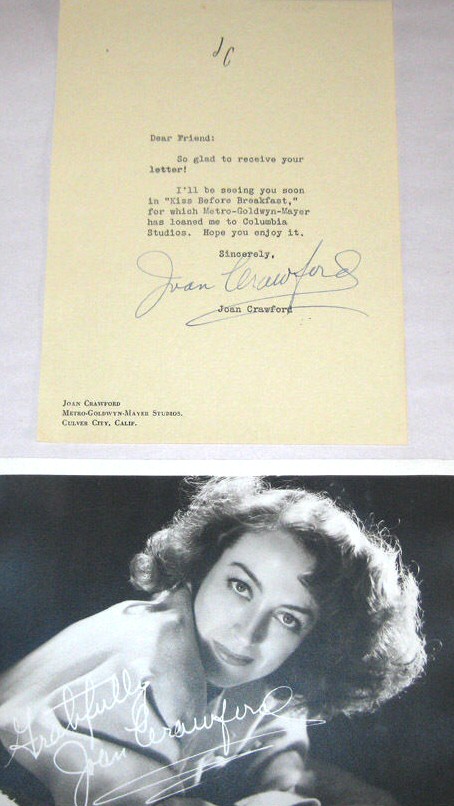 JC
Dear Friend:
So glad to receive your
letter!
I'll be seeing you soon
in "Kiss Before Breakfast,"
for which Metro-Goldwyn-Mayer
has loaned me to Columbia
Studios. Hope you enjoy it.
Sincerely,
Joan Crawford
Joan Crawford
JOAN CRAWFORD
METRO-GOLDWYN-MAYER STUDIOS.
CULVER CITY, CALIF.
Gratefully
Joan Crawford